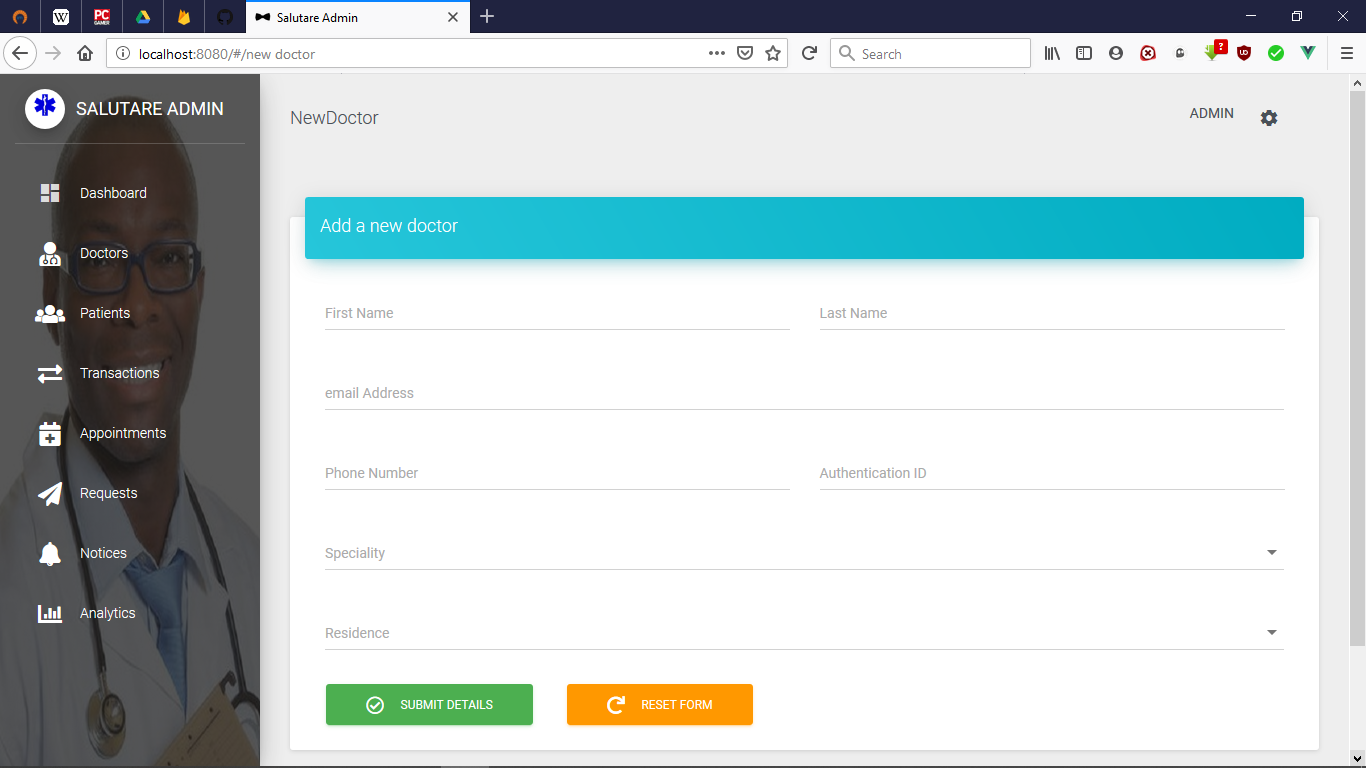 W
PC
GAMER
Salutare Admin
localhost:8080/#/new doctor
Search
?
SALUTARE ADMIN
NewDoctor
ADMIN
Dashboard
Doctors
Patients
Transactions
Appointments
Requests
Notices
Analytics
Add a new doctor
First Name
Last Name
email Address
Phone Number
Authentication ID
Speciality
Residence
SUBMIT DETAILS
RESET FORM